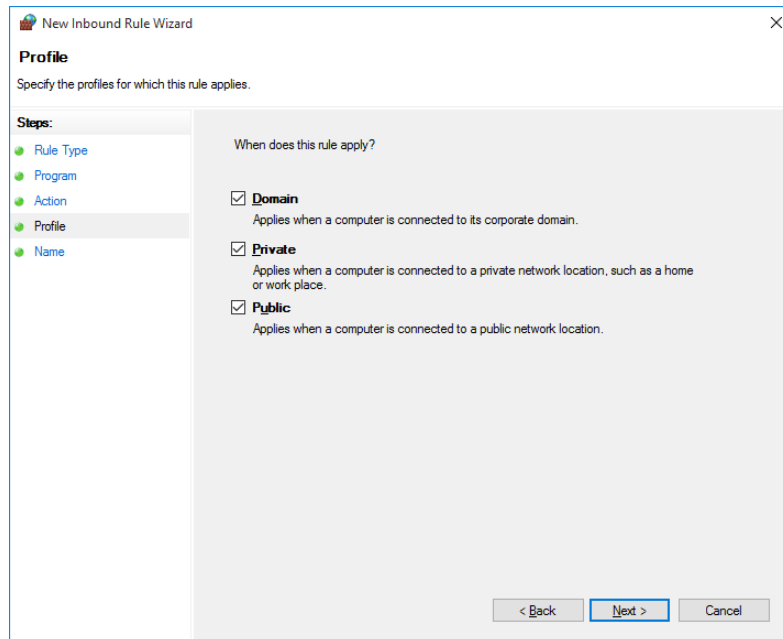 New Inbound Rule Wizard
Profile
Specify the profiles for which this rule applies.
Steps:
Rule Type
Program
Action
Profile
Name
When does this rule apply?
Domain
Applies when a computer is connected to its corporate domain.
Private
Applies when a computer is connected to a private network location, such as a home
or work place.
Public
Applies when a computer is connected to a public network location.
< Back
Next >
Cancel